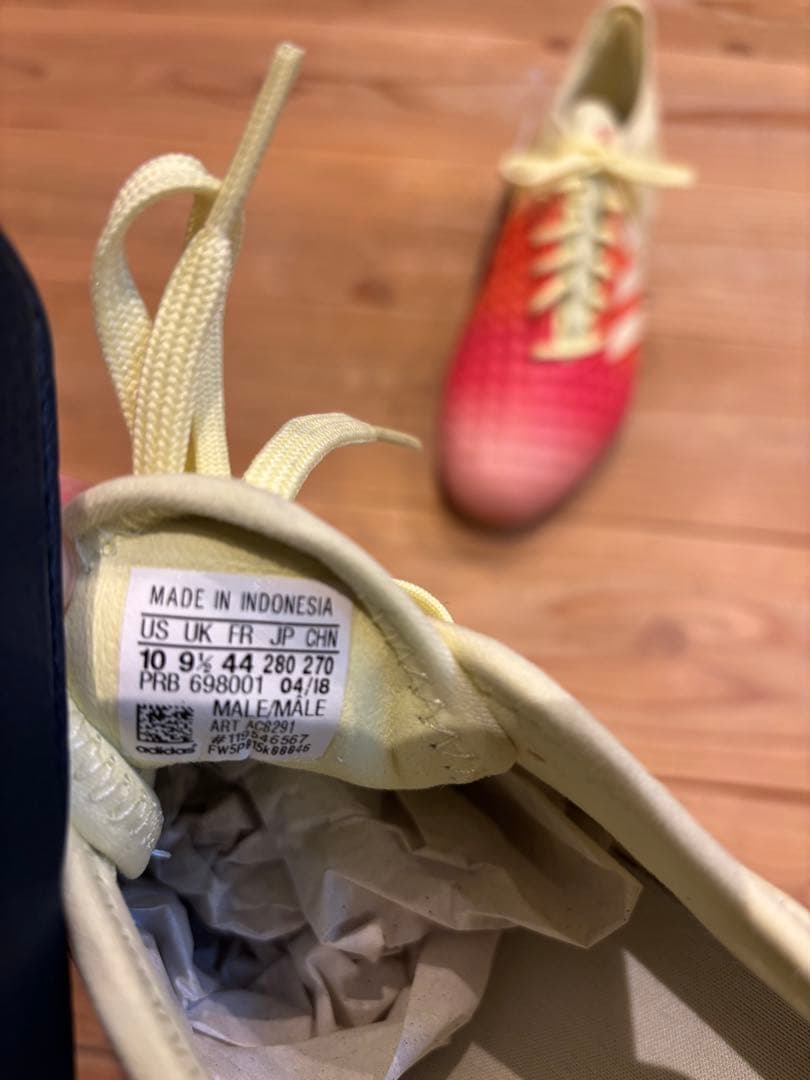 MADE IN INDONESIA
US UK FR JP CHN
10 9½ 44 280 270
PRB 698001 04/18
MALE/MÂLE
ART AC8291
#119546567
adidas